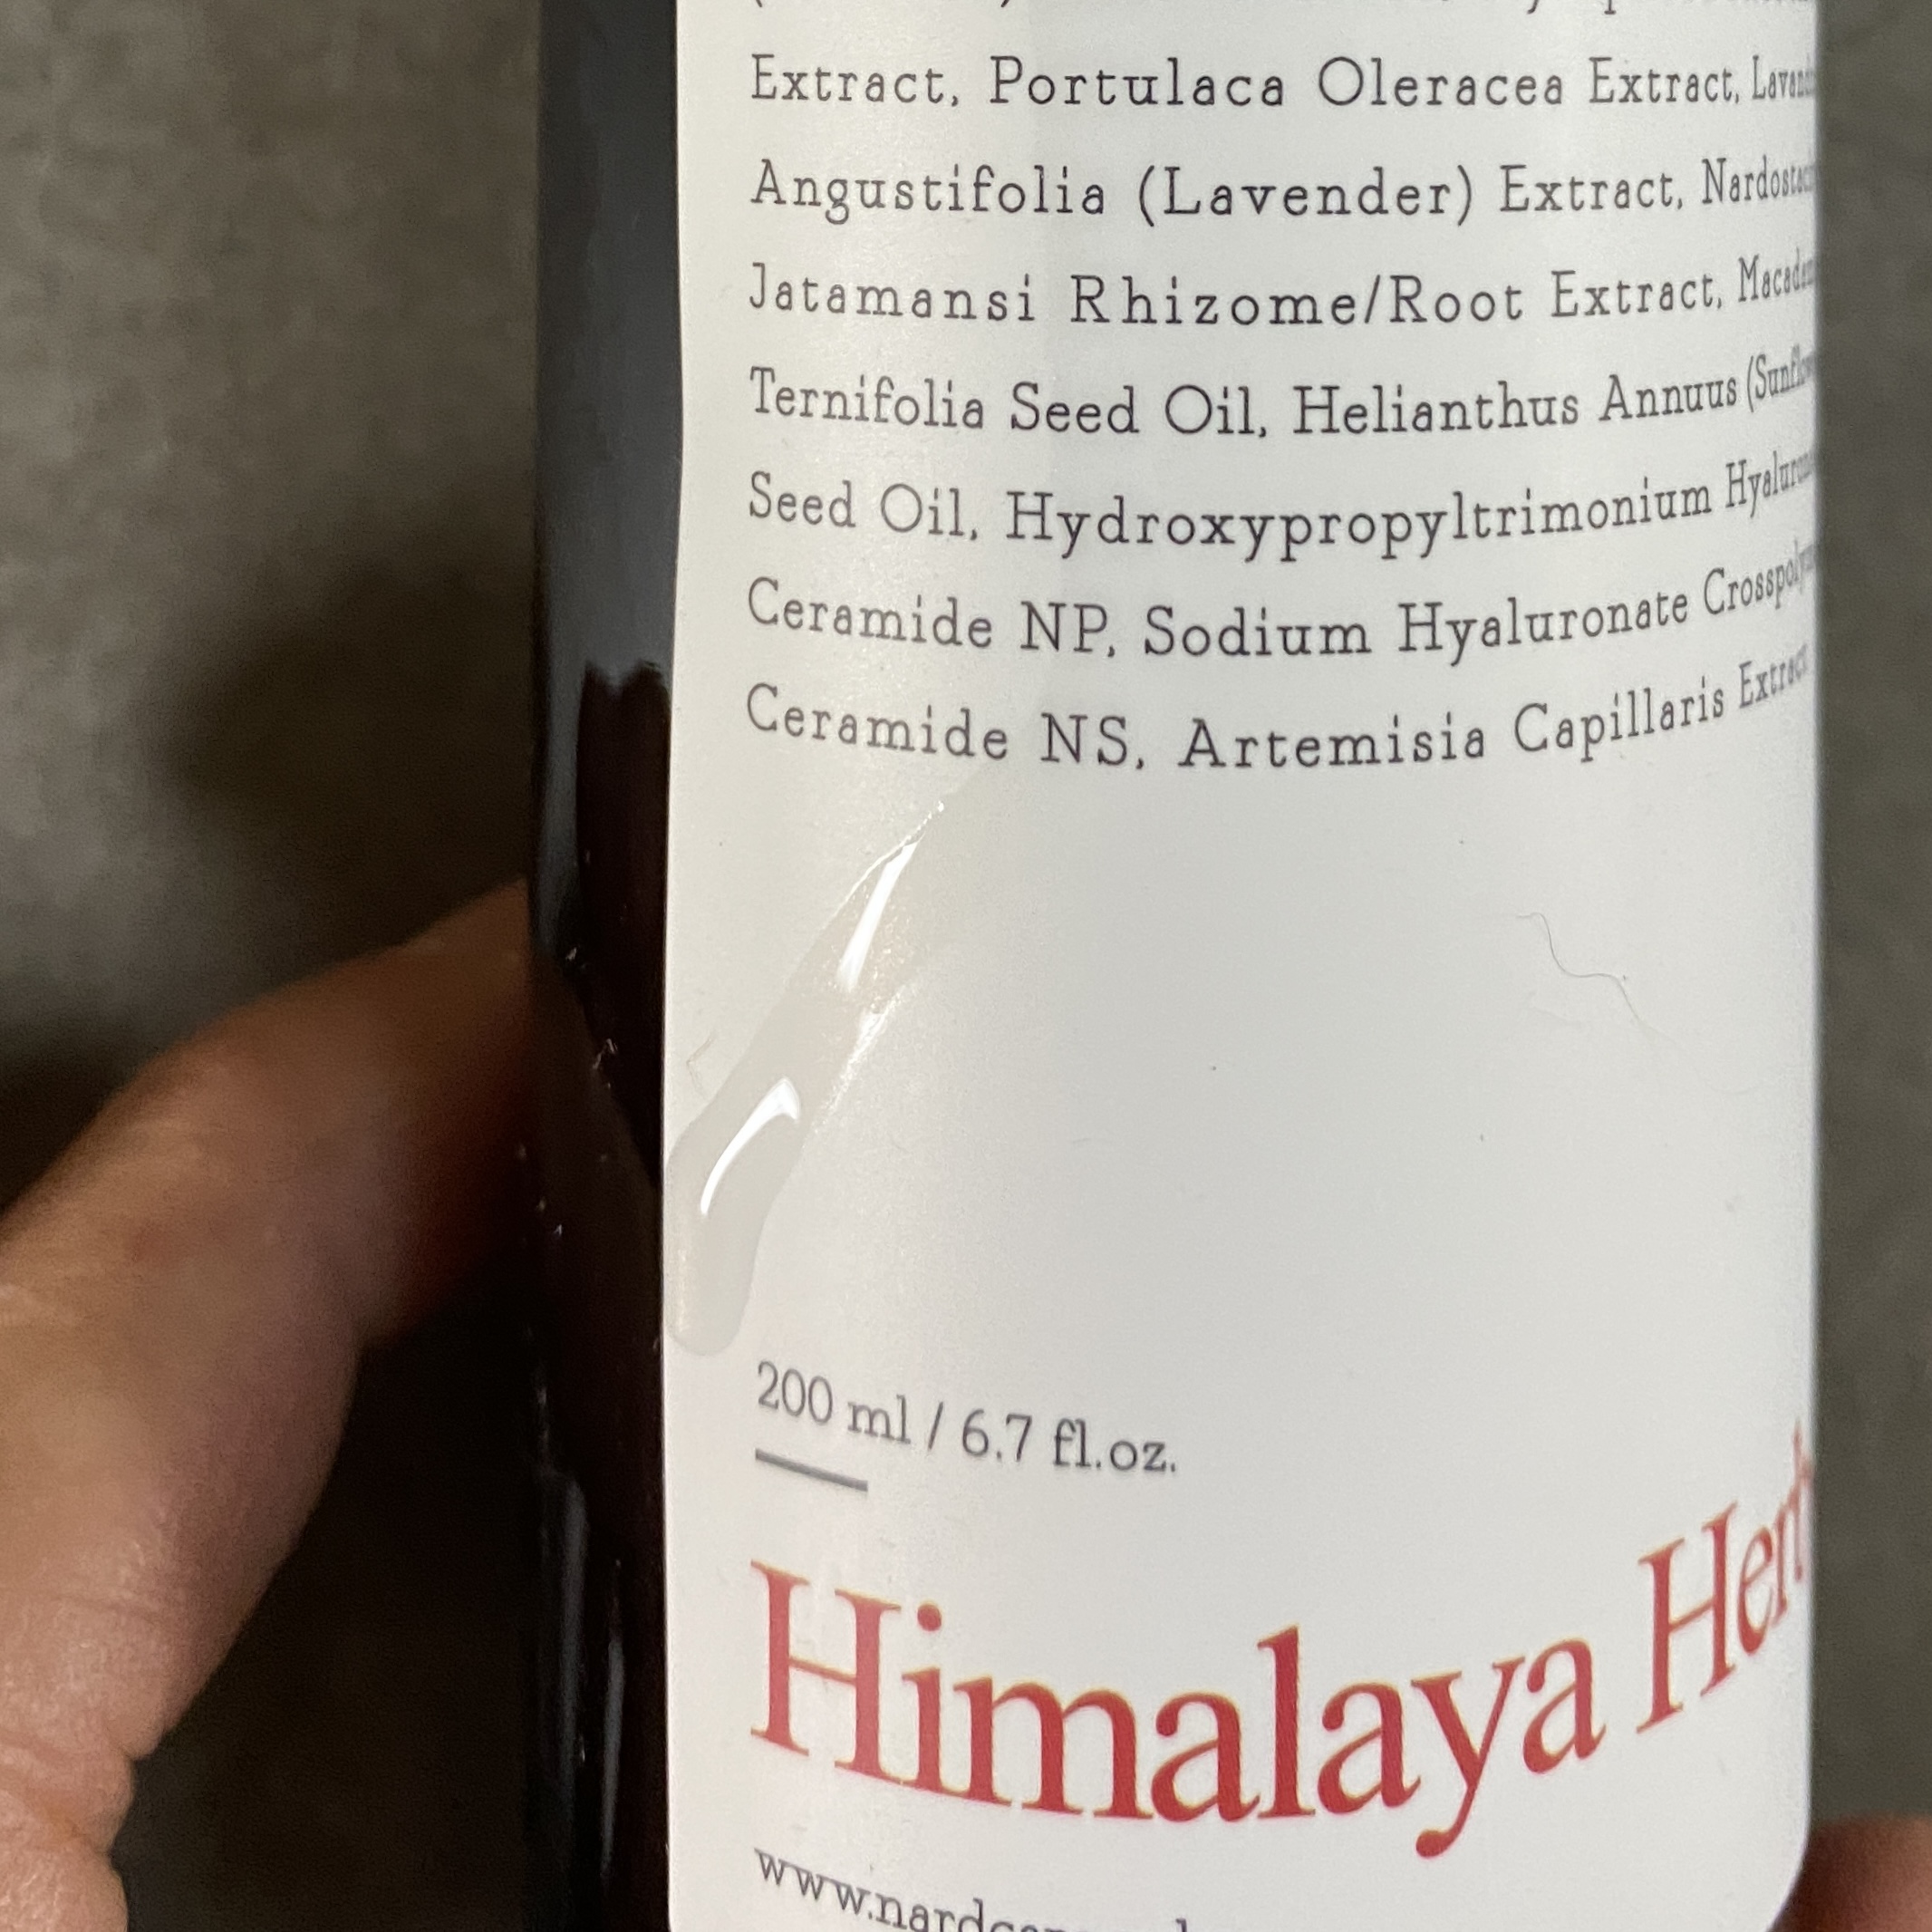 Extract, Portulaca Oleracea Extract,
Angustifolia (Lavender) Extract,
Jatamansi Rhizome/Root Extract,
Ternifolia Seed Oil, Helianthus Annuus
Seed Oil, Hydroxypropyltrimonium
Ceramide NP, Sodium Hyaluronate
Ceramide NS, Artemisia Capillaris Extract
200 ml / 6.7 fl.oz.
Himalaya